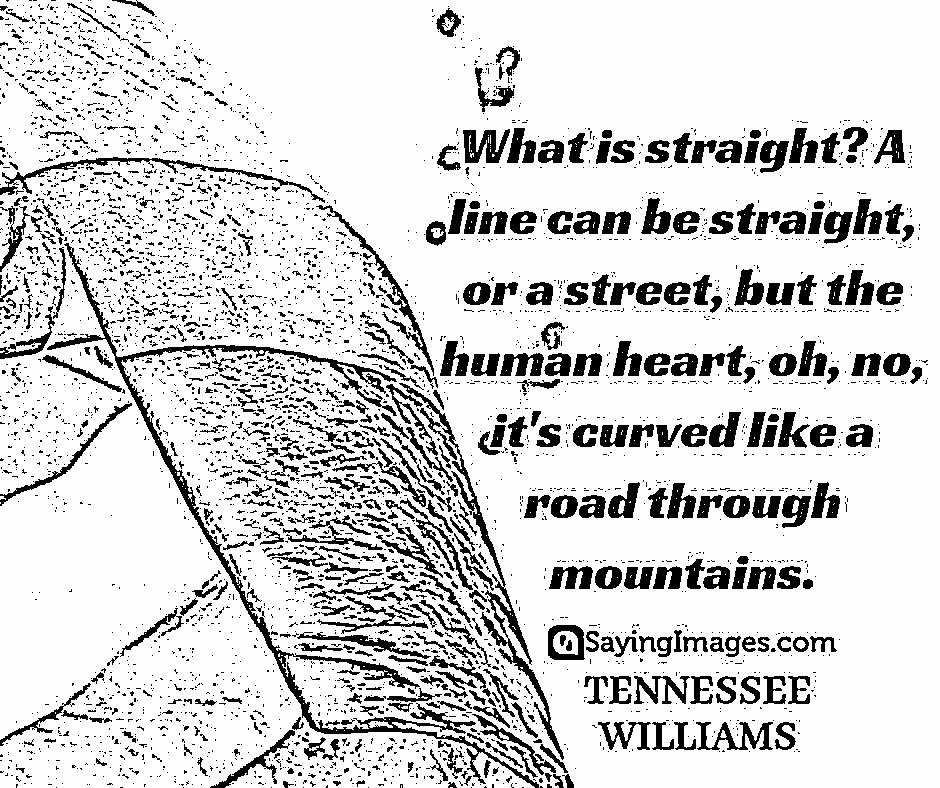 What is straight? A
line can be straight,
or a street, but the
human heart, oh, no,
it's curved like a
road through
mountains.
SayingImages.com
TENNESSEE
WILLIAMS